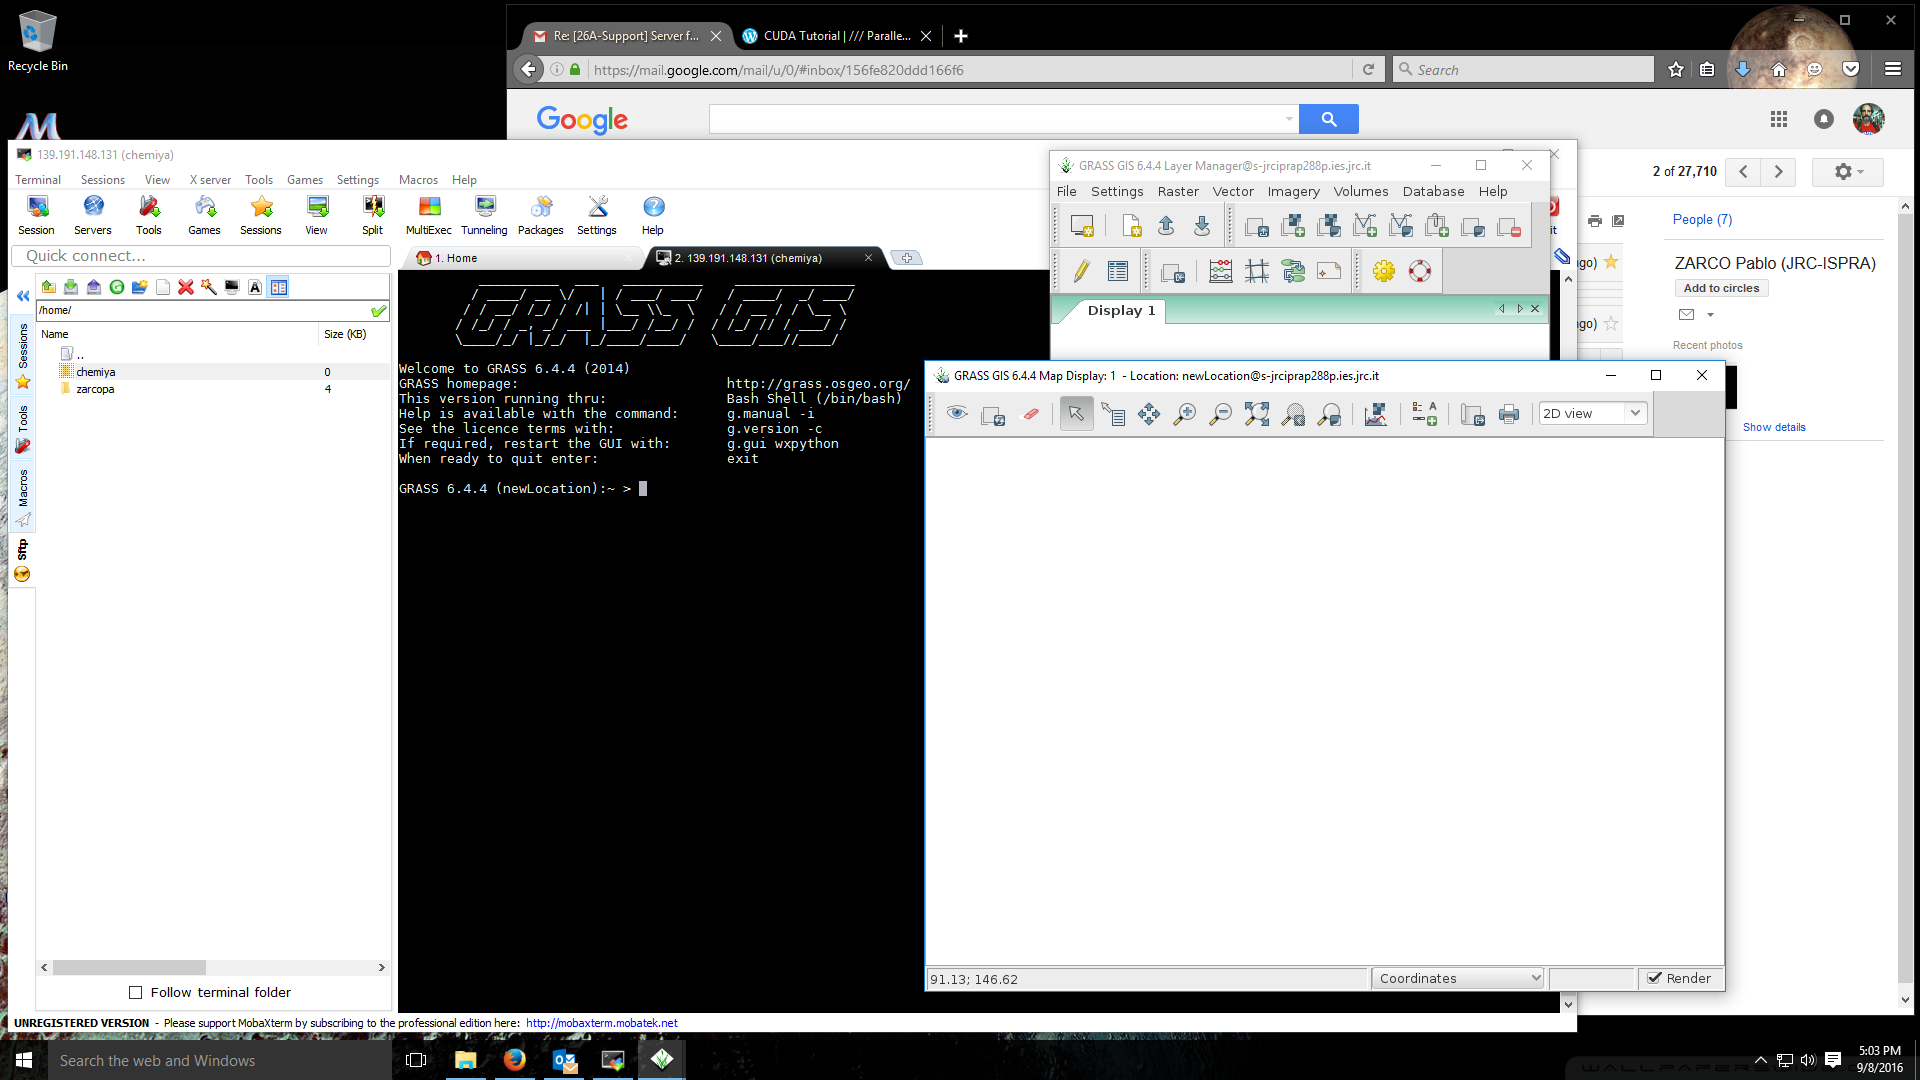 Recycle Bin
Re: [26A-Support] Server f...
CUDA Tutorial | /// Paralle...
https://mail.google.com/mail/u/0/#inbox/156fe820ddd166f6
Search
Google
2 of 27,710
People (7)
ZARCO Pablo (JRC-ISPRA)
Add to circles
Recent photos
Show details
ago)
ago)
139.191.148.131 (chemiya)
Terminal Sessions View X server Tools Games Settings Macros Help
Session Servers Tools Games Sessions View Split MultiExec Tunneling Packages Settings Help
it
Quick connect...
1. Home
2. 139.191.148.131 (chemiya)
/home/
Name Size (KB)
..
chemiya 0
zarcopa 4
Sessions
Tools
Macros
Sftp
GRASS GIS
Welcome to GRASS 6.4.4 (2014)
GRASS homepage: http://grass.osgeo.org/
This version running thru: Bash Shell (/bin/bash)
Help is available with the command: g.manual -i
See the licence terms with: g.version -c
If required, restart the GUI with: g.gui wxpython
When ready to quit enter: exit
GRASS 6.4.4 (newLocation):~ >
Follow terminal folder
UNREGISTERED VERSION - Please support MobaXterm by subscribing to the professional edition here: http://mobaxterm.mobatek.net
GRASS GIS 6.4.4 Layer Manager@s-jrciprap288p.ies.jrc.it
File Settings Raster Vector Imagery Volumes Database Help
Display 1
GRASS GIS 6.4.4 Map Display: 1 - Location: newLocation@s-jrciprap288p.ies.jrc.it
2D view
91.13; 146.62
Coordinates
Render
Search the web and Windows
5:03 PM
9/8/2016